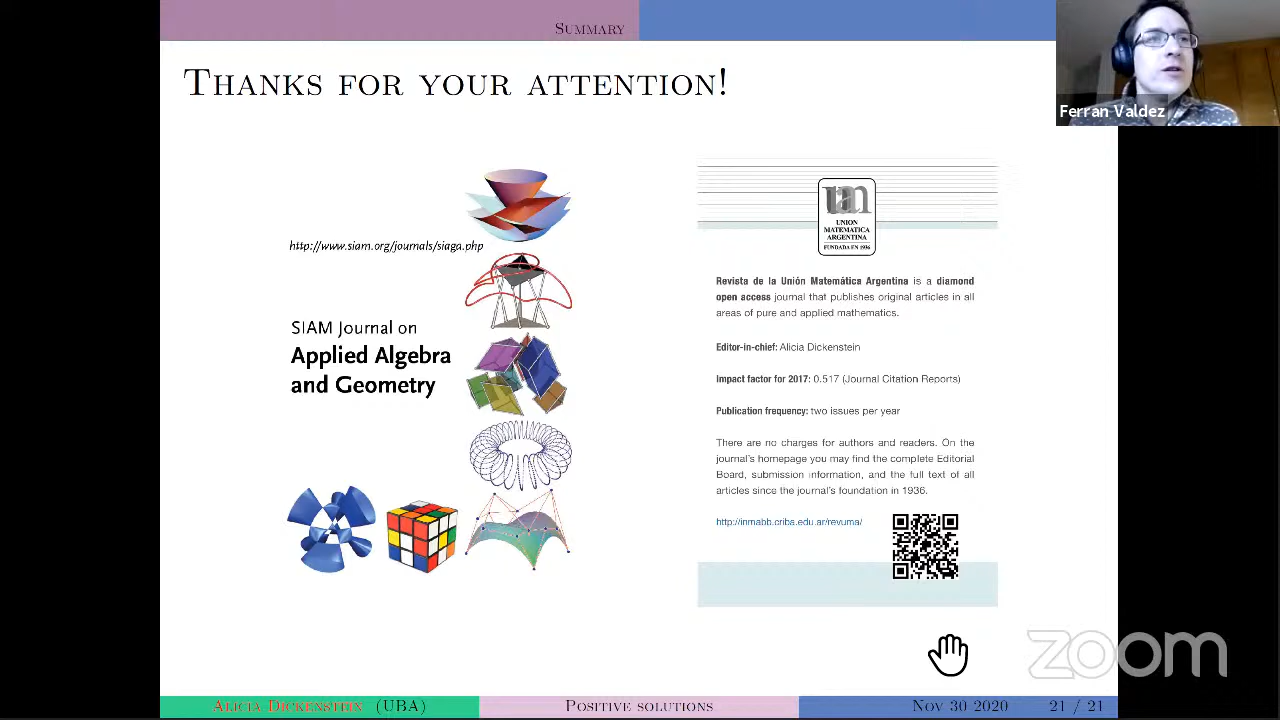 SUMMARY
THANKS FOR YOUR ATTENTION!
Ferran Valdez
http://www.siam.org/journals/siaga.php
SIAM Journal on
Applied Algebra
and Geometry
uma
UNION
MATEMATICA
ARGENTINA
FUNDADA EN 1936
Revista de la Unión Matemática Argentina is a diamond
open access journal that publishes original articles in all
areas of pure and applied mathematics.
Editor-in-chief: Alicia Dickenstein
Impact factor for 2017: 0.517 (Journal Citation Reports)
Publication frequency: two issues per year
There are no charges for authors and readers. On the
journal's homepage you may find the complete Editorial
Board, submission information, and the full text of all
articles since the journal's foundation in 1936.
http://inmabb.criba.edu.ar/revuma/
zoom
ALICIA DICKENSTEIN (UBA)
POSITIVE SOLUTIONS
NOV 30 2020
21 / 21